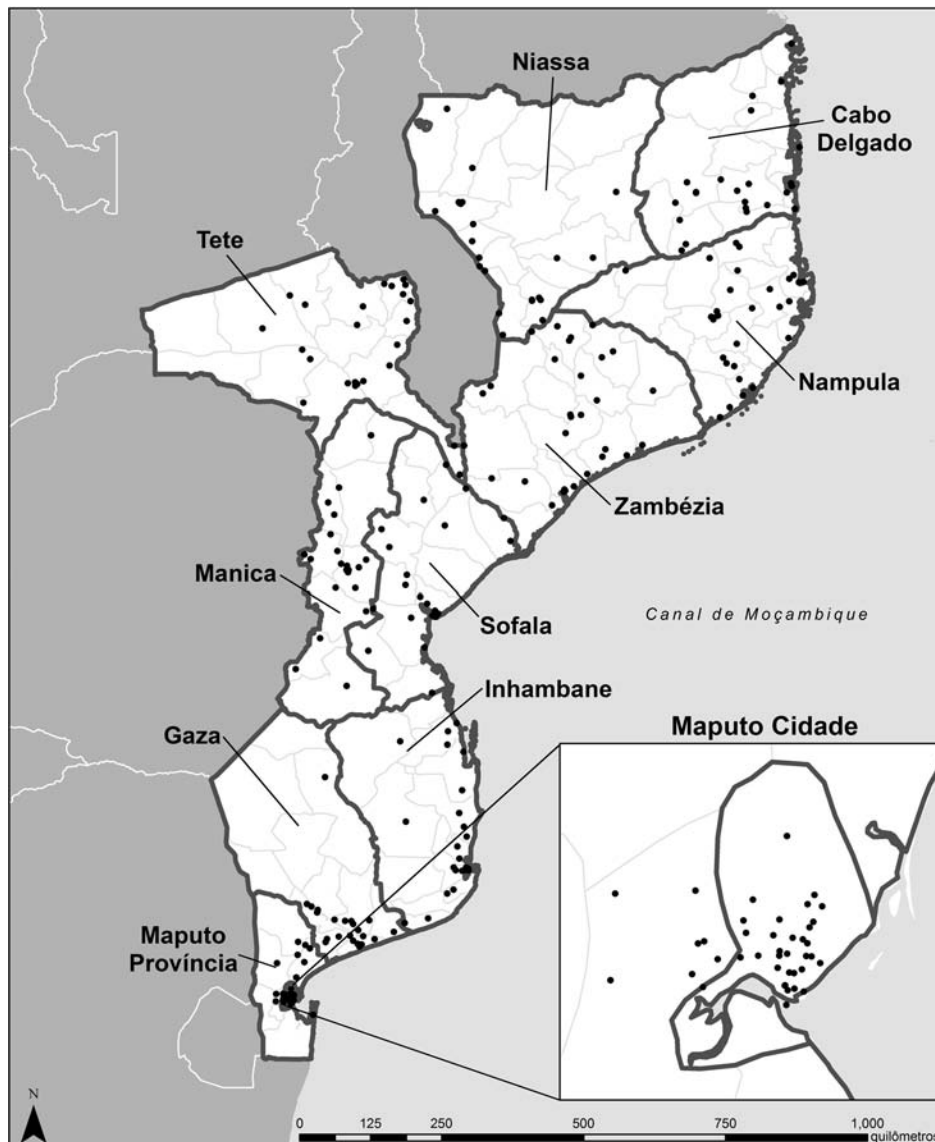 Niassa
Cabo
Delgado
Tete
Nampula
Zambézia
Manica
Sofala
Canal de Moçambique
Inhambane
Gaza
Maputo Cidade
Maputo
Província
N
0 125 250 500 750 1,000
quilômetros